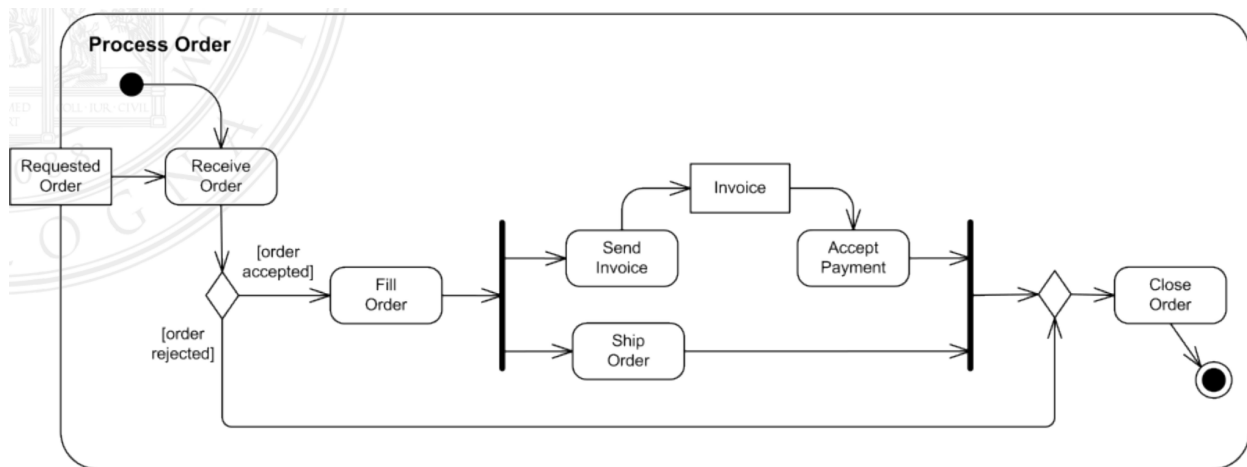 Process Order
Requested
Order
Receive
Order
[order
accepted]
[order
rejected]
Fill
Order
Send
Invoice
Invoice
Accept
Payment
Ship
Order
Close
Order